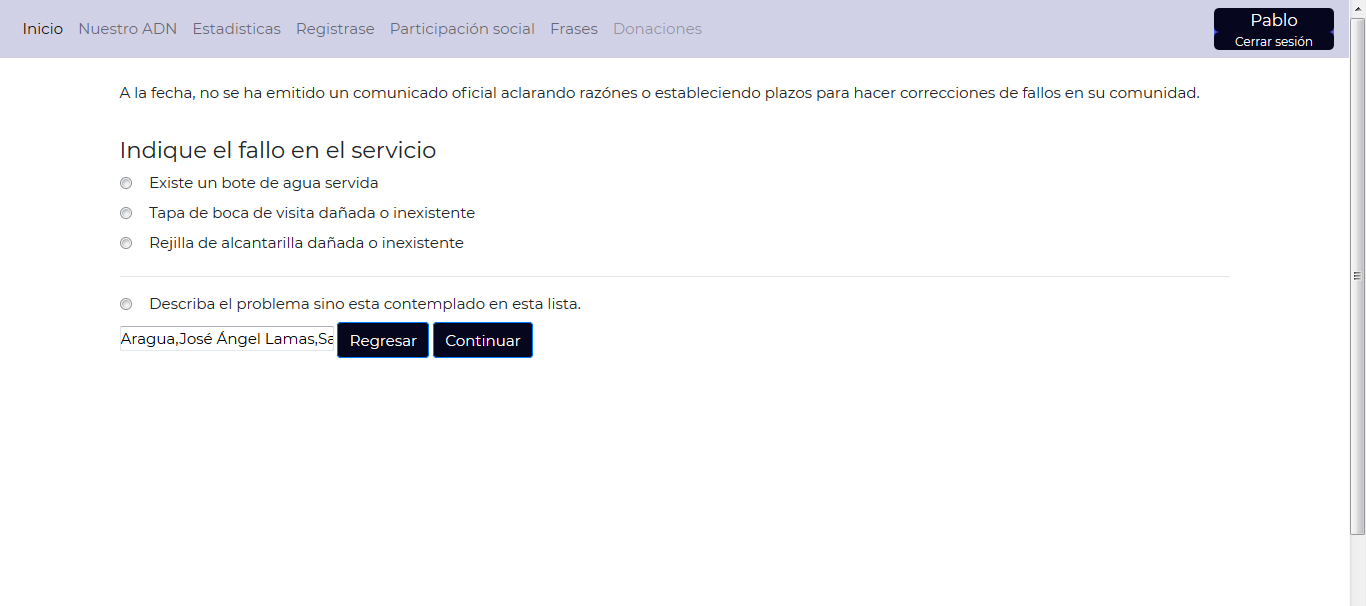 Inicio Nuestro ADN Estadisticas Registrase Participación social Frases Donaciones
Pablo
Cerrar sesión
A la fecha, no se ha emitido un comunicado oficial aclarando razónes o estableciendo plazos para hacer correcciones de fallos en su comunidad.
Indique el fallo en el servicio
Existe un bote de agua servida
Tapa de boca de visita dañada o inexistente
Rejilla de alcantarilla dañada o inexistente
Describa el problema sino esta contemplado en esta lista.
Aragua,José Ángel Lamas,Sa Regresar Continuar